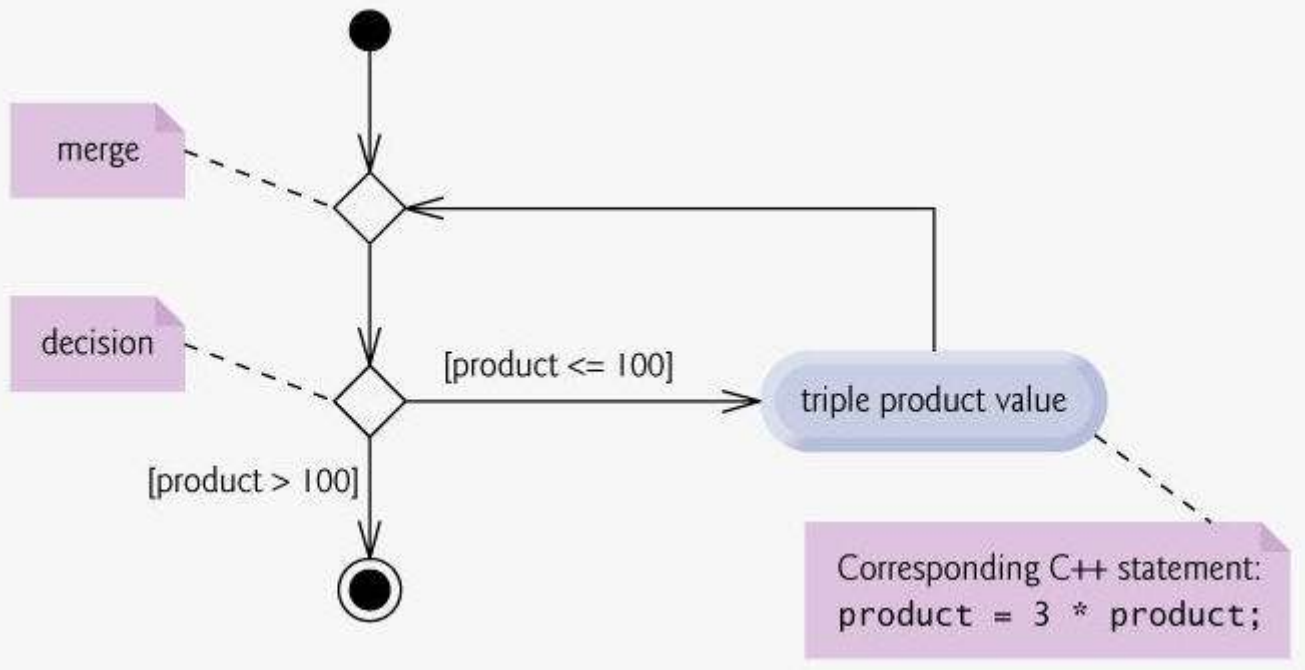 merge
decision
[product <= 100]
triple product value
[product > 100]
Corresponding C++ statement:
product = 3 * product;